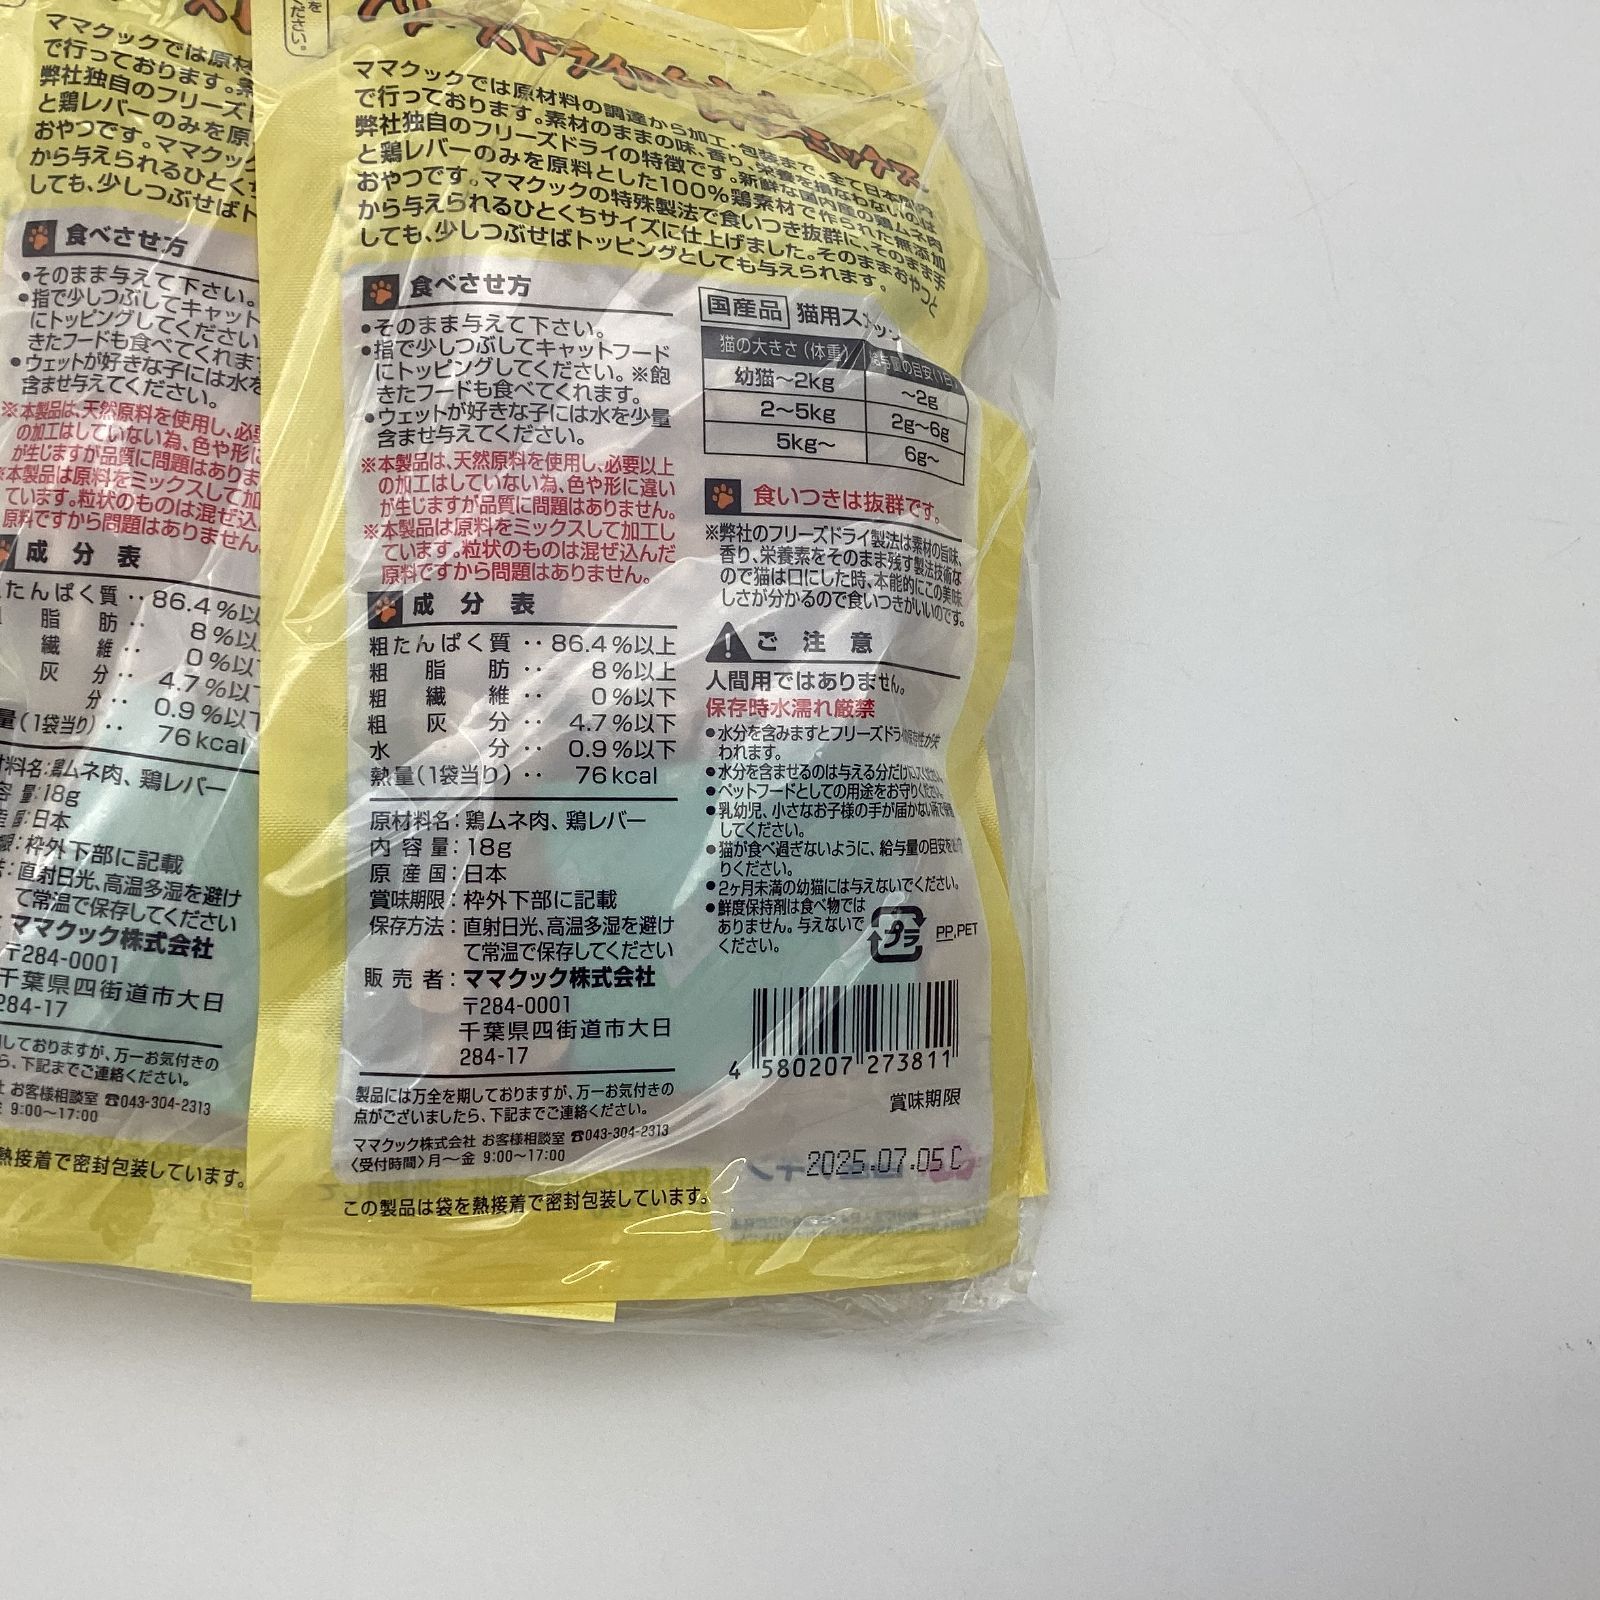 ママクックでは原材料の調達から加工・包装まで、全て日本国内
で行っております。素材のままの味、香り、栄養を損なわないのは
弊社独自のフリーズドライの特徴です。新鮮な国内産の鶏ムネ肉
と鶏レバーのみを原料とした100%鶏素材で作られた無添加
おやつです。ママクックの特殊製法で食いつき抜群に、そのまま手
から与えられるひとくちサイズに仕上げました。そのままおやつと
しても、少しつぶせばトッピングとしても与えられます。
食べさせ方
●そのまま与えて下さい。
●指で少しつぶしてキャットフード
にトッピングしてください。※飽
きたフードも食べてくれます。
●ウェットが好きな子には水を少量
含ませ与えてください。
※本製品は、天然原料を使用し、必要以上
の加工はしていない為、色や形に違い
が生じますが品質に問題はありません。
※本製品は原料をミックスして加工し
ています。粒状のものは混ぜ込んだ
原料ですから問題はありません。
成分表
粗たんぱく質‥86.4%以上
粗脂肪‥8%以上
粗繊維‥0%以下
粗灰分‥4.7%以下
水分‥0.9%以下
熱量(1袋当り)‥76kcal
原材料名：鶏ムネ肉、鶏レバー
内容量：18g
原産国：日本
賞味期限：枠外下部に記載
保存方法：直射日光、高温多湿を避け
て常温で保存してください
販売者：ママクック株式会社
〒284-0001
千葉県四街道市大日
284-17
製品には万全を期しておりますが、万一お気付きの
点がございましたら、下記までご連絡ください。
ママクック株式会社 お客様相談室 ☎043-304-2313
〈受付時間〉月〜金 9:00〜17:00
この製品は袋を熱接着で密封包装しています。
国産品 猫用スナック
猫の大きさ(体重) 給与量の目安(1日)
幼猫〜2kg 〜2g
2〜5kg 2g〜6g
5kg〜 6g〜
食いつきは抜群です。
※弊社のフリーズドライ製法は素材の旨味、
香り、栄養素をそのまま残す製法技術な
ので猫は口にした時、本能的にこの美味
しさが分かるので食いつきがいいのです。
ご注意
人間用ではありません。
保存時水濡れ厳禁
●水分を含みますとフリーズドライの保存性が失
われます。
●水分を含ませるのは与える分だけにしてください。
●ペットフードとしての用途をお守りください。
●乳幼児、小さなお子様の手が届かない所で保管
してください。
●猫が食べ過ぎないように、給与量の目安をお守
りください。
●2ヶ月未満の幼猫には与えないでください。
●鮮度保持剤は食べ物では
ありません。与えないで
ください。
プラ PP,PET
4 580207 273811
賞味期限
2025.07.05 C